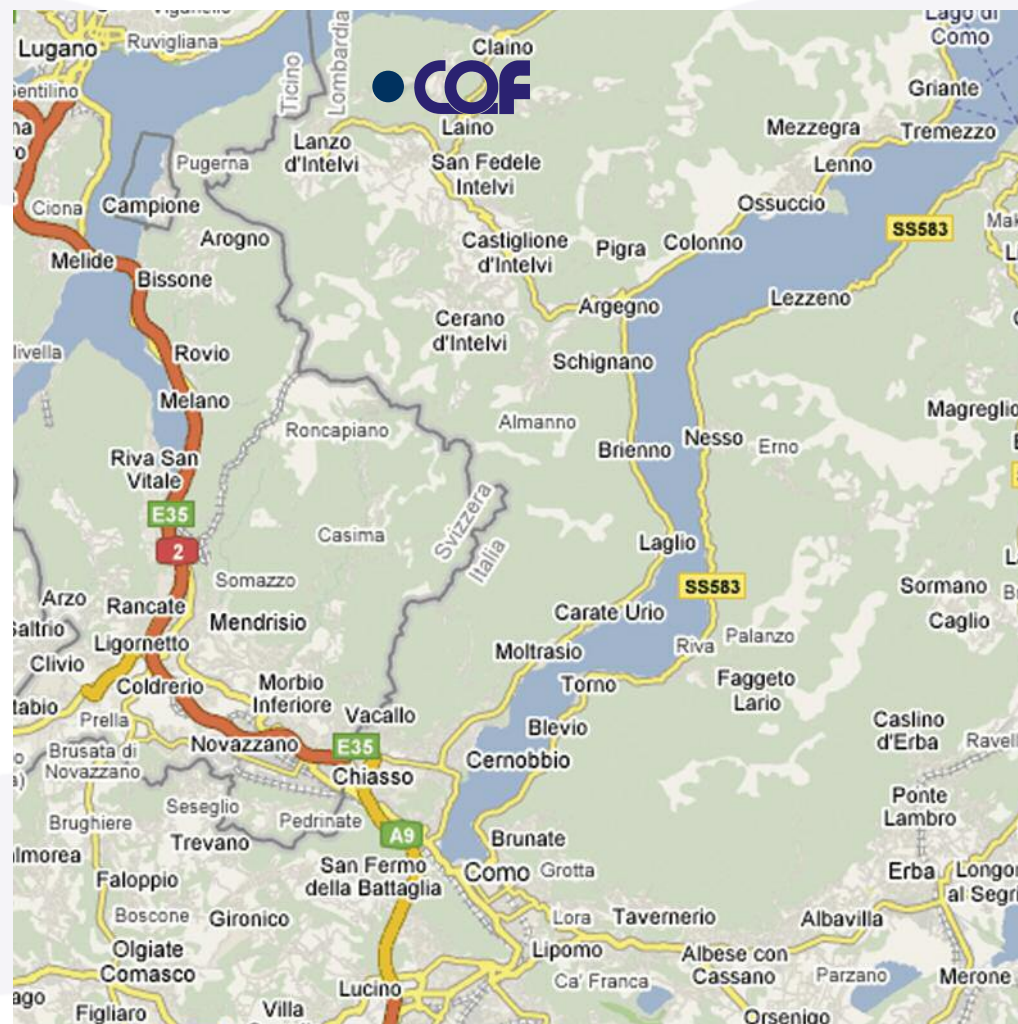 Lago di
Como
Lugano
Ruvigliana
Claino
COF
Ticino
Lombardia
Griante
Lanzo
d'Intelvi
Laino
Mezzegra
Tremezzo
San Fedele
Intelvi
Lenno
Pugerna
Ciona
Campione
Ossuccio
SS583
Arogno
Castiglione
d'Intelvi
Pigra
Colonno
Melide
Bissone
Argegno
Lezzeno
Cerano
d'Intelvi
Rovio
Schignano
Melano
Roncapiano
Almanno
Brienno
Nesso
Erno
Riva San
Vitale
E35
2
Casima
Svizzera
Italia
Laglio
SS583
Somazzo
Sormano
Arzo
Rancate
Mendrisio
Carate Urio
Caglio
Ligornetto
Moltrasio
Riva
Palanzo
Clivio
Coldrerio
Morbio
Inferiore
Torno
Faggeto
Lario
Prella
Vacallo
Blevio
Caslino
d'Erba
Brusata di
Novazzano
Novazzano
E35
Chiasso
Cernobbio
Seseglio
Pedrinate
Ponte
Lambro
Brughiere
Trevano
A9
Brunate
San Fermo
della Battaglia
Como
Grotta
Erba
Faloppio
Boscone
Gironico
Lora
Tavernerio
Albavilla
Olgiate
Comasco
Lipomo
Albese con
Cassano
Ca' Franca
Parzano
Merone
Lucino
Figliaro
Villa
Orsenigo